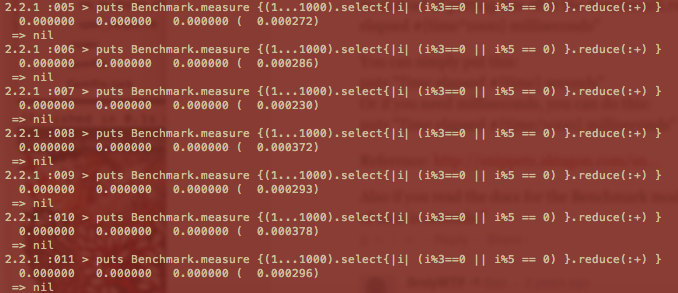 2.2.1 :005 > puts Benchmark.measure {(1...1000).select{|i| (i%3==0 || i%5 == 0) }.reduce(:+) }
  0.000000   0.000000   0.000000 (  0.000272)
 => nil
2.2.1 :006 > puts Benchmark.measure {(1...1000).select{|i| (i%3==0 || i%5 == 0) }.reduce(:+) }
  0.000000   0.000000   0.000000 (  0.000286)
 => nil
2.2.1 :007 > puts Benchmark.measure {(1...1000).select{|i| (i%3==0 || i%5 == 0) }.reduce(:+) }
  0.000000   0.000000   0.000000 (  0.000230)
 => nil
2.2.1 :008 > puts Benchmark.measure {(1...1000).select{|i| (i%3==0 || i%5 == 0) }.reduce(:+) }
  0.000000   0.000000   0.000000 (  0.000372)
 => nil
2.2.1 :009 > puts Benchmark.measure {(1...1000).select{|i| (i%3==0 || i%5 == 0) }.reduce(:+) }
  0.000000   0.000000   0.000000 (  0.000293)
 => nil
2.2.1 :010 > puts Benchmark.measure {(1...1000).select{|i| (i%3==0 || i%5 == 0) }.reduce(:+) }
  0.000000   0.000000   0.000000 (  0.000378)
 => nil
2.2.1 :011 > puts Benchmark.measure {(1...1000).select{|i| (i%3==0 || i%5 == 0) }.reduce(:+) }
  0.000000   0.000000   0.000000 (  0.000296)
 => nil